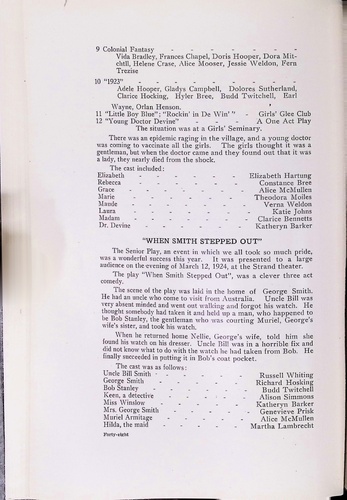 9 Colonial Fantasy - - - - - - -
Vida Bradley, Frances Chapel, Doris Hooper, Dora Mit-
chtll, Helene Crase, Alice Mooser, Jessie Weldon, Fern
Trezise
10 "1923" - - - - - - - -
Adele Hooper, Gladys Campbell, Dolores Sutherland,
Clarice Hocking, Hyler Bree, Budd Twitchell, Earl
Wayne, Orlan Henson.
11 "Little Boy Blue"; "Rockin' in De Win'" - Girls' Glee Club
12 "Young Doctor Devine" - - - A One Act Play
The situation was at a Girls' Seminary.
There was an epidemic raging in the village, and a young doctor
was coming to vaccinate all the girls. The girls thought it was a
gentleman, but when the doctor came and they found out that it was
a lady, they nearly died from the shock.
The cast included:
Elizabeth - - - - - - Elizabeth Hartung
Rebecca - - - - - - Constance Bree
Grace - - - - - - Alice McMullen
Marie - - - - - - Theodora Moiles
Maude - - - - - - Verna Weldon
Laura - - - - - - Katie Johns
Madam - - - - - - Clarice Bennetts
Dr. Devine - - - - - - Katheryn Barker
"WHEN SMITH STEPPED OUT"
The Senior Play, an event in which we all took so much pride,
was a wonderful success this year. It was presented to a large
audience on the evening of March 12, 1924, at the Strand theater.
The play "When Smith Stepped Out", was a clever three act
comedy.
The scene of the play was laid in the home of George Smith.
He had an uncle who come to visit from Australia. Uncle Bill was
very absent minded and went out walking and forgot his watch. He
thought somebody had taken it and held up a man, who happened to
be Bob Stanley, the gentleman who was courting Muriel, George's
wife's sister, and took his watch.
When he returned home Nellie, George's wife, told him she
found his watch on his dresser. Uncle Bill was in a horrible fix and
did not know what to do with the watch he had taken from Bob. He
finally succeeded in putting it in Bob's coat pocket.
The cast was as follows:
Uncle Bill Smith - - - - - Russell Whiting
George Smith - - - - - Richard Hosking
Bob Stanley - - - - - Budd Twitchell
Keen, a detective - - - - - Alison Simmons
Miss Winslow - - - - - Katheryn Barker
Mrs. George Smith - - - - - Genevieve Prisk
Muriel Armitage - - - - - Alice McMullen
Hilda, the maid - - - - - Martha Lambrecht
Forty-eight